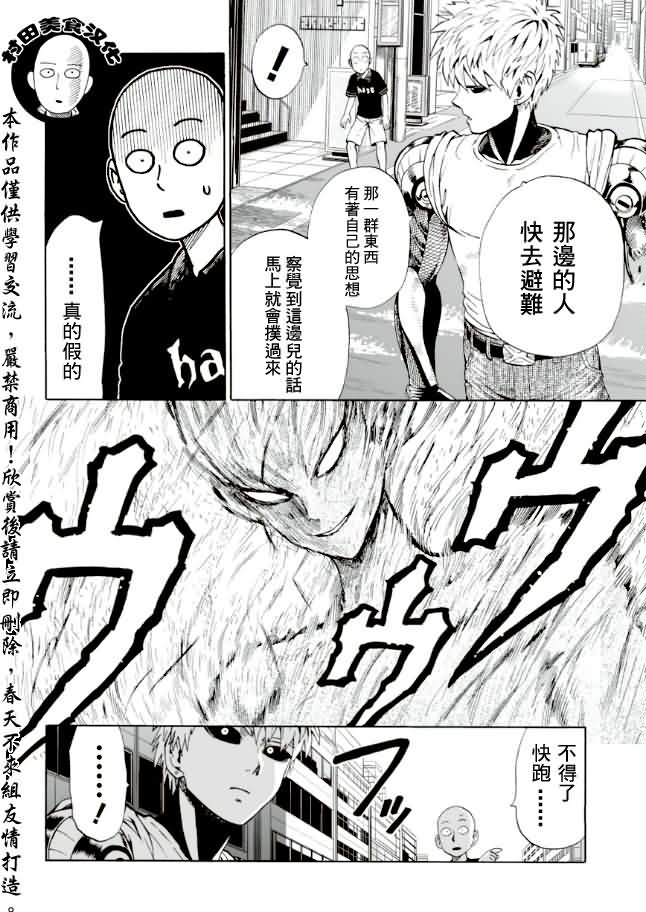 那邊的人
快去避難
那一群東西
有著自己的思想
察覺到這邊兒的話
馬上就會撲過來
！
hate
……真的假的
ha
ウゥウ
不得了
快跑……
……！
村田美食汉化
本作品僅供學習交流，嚴禁商用！欣賞後請立即刪除，春天不來組友情打造。